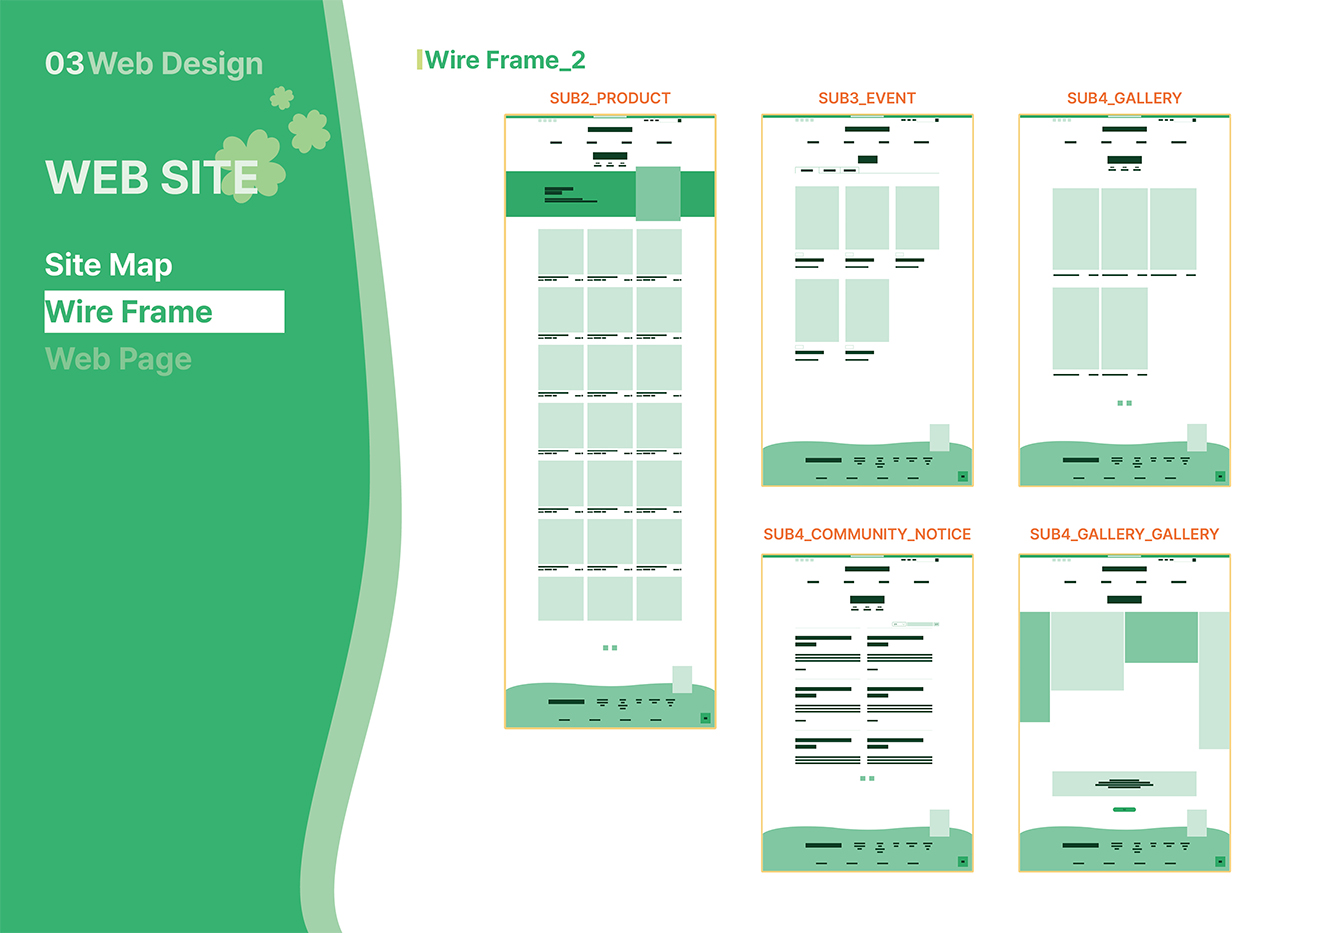 03 Web Design
WEB SITE
Site Map
Wire Frame
Web Page
Wire Frame_2
SUB2_PRODUCT
SUB3_EVENT
SUB4_GALLERY
SUB4_COMMUNITY_NOTICE
SUB4_GALLERY_GALLERY